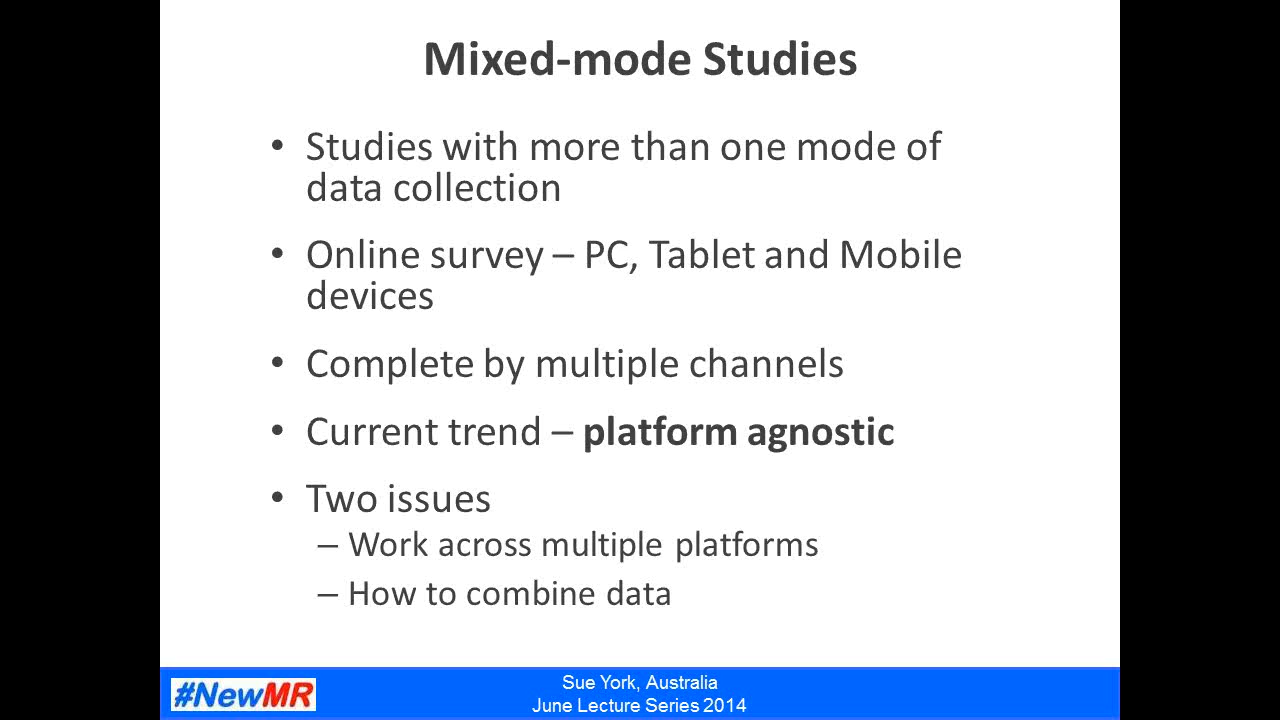 Mixed-mode Studies
• Studies with more than one mode of
data collection
• Online survey – PC, Tablet and Mobile
devices
• Complete by multiple channels
• Current trend – platform agnostic
• Two issues
– Work across multiple platforms
– How to combine data
#NewMR
Sue York, Australia
June Lecture Series 2014